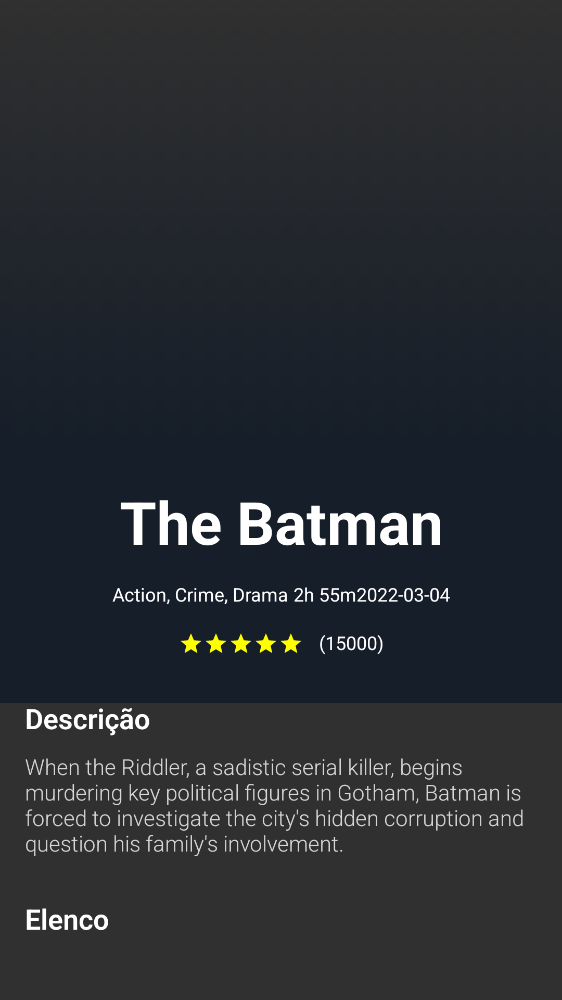 The Batman
Action, Crime, Drama 2h 55m2022-03-04
(15000)
Descrição
When the Riddler, a sadistic serial killer, begins
murdering key political figures in Gotham, Batman is
forced to investigate the city's hidden corruption and
question his family's involvement.
Elenco